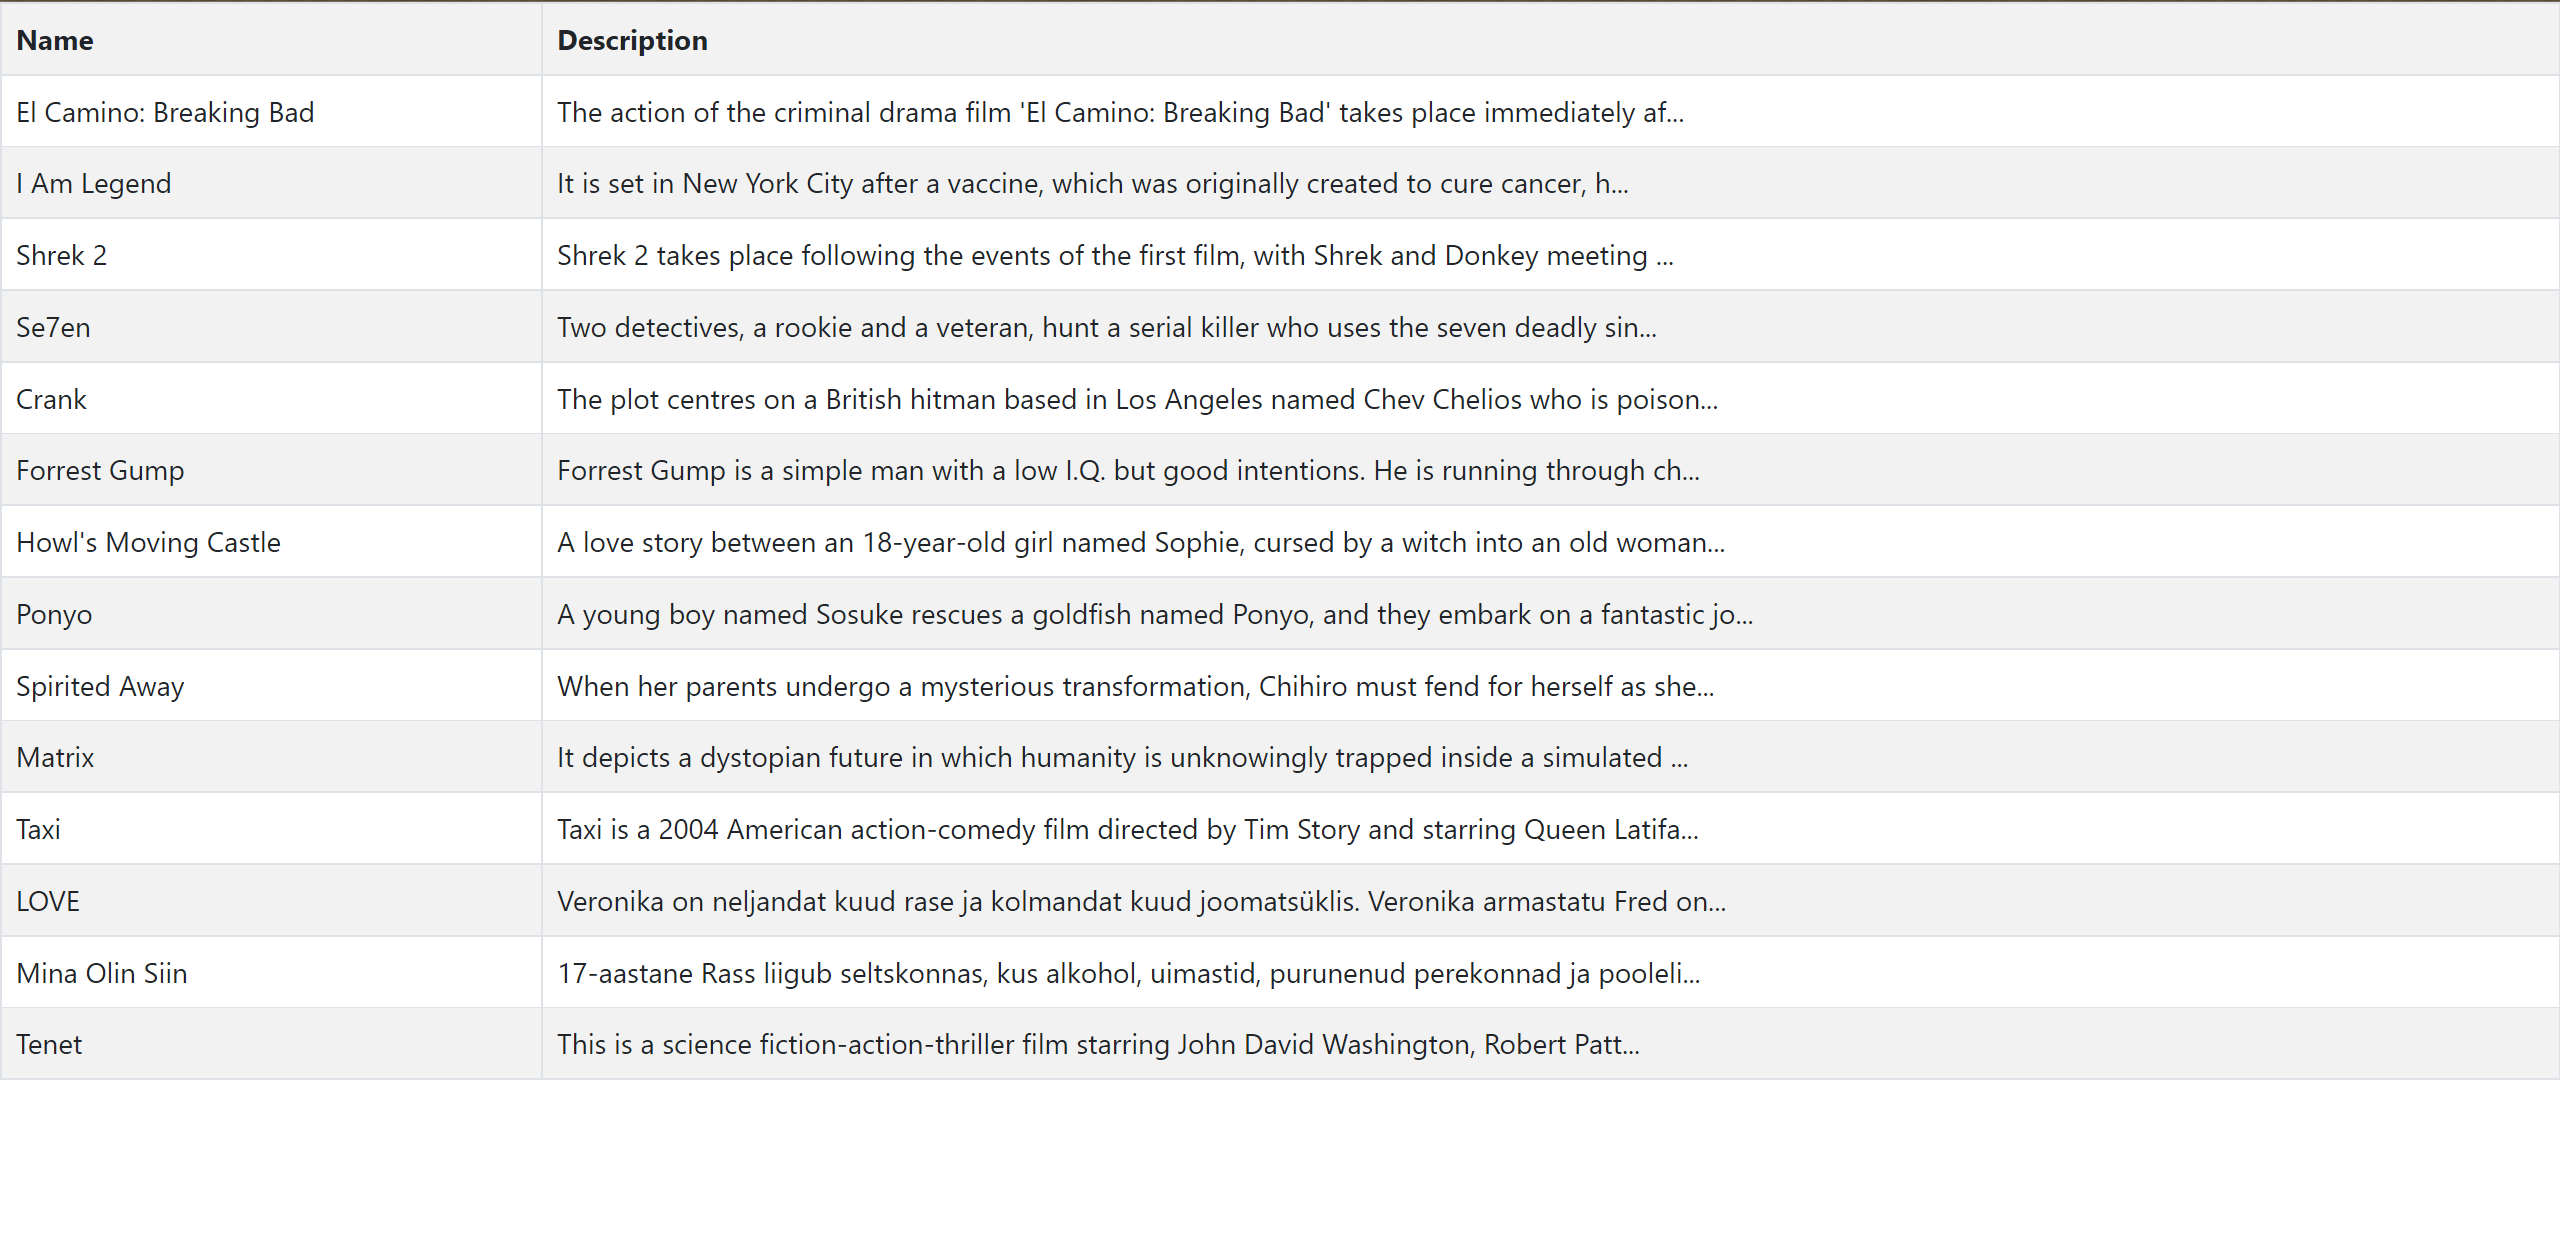 Name Description
El Camino: Breaking Bad The action of the criminal drama film 'El Camino: Breaking Bad' takes place immediately af...
I Am Legend It is set in New York City after a vaccine, which was originally created to cure cancer, h...
Shrek 2 Shrek 2 takes place following the events of the first film, with Shrek and Donkey meeting ...
Se7en Two detectives, a rookie and a veteran, hunt a serial killer who uses the seven deadly sin...
Crank The plot centres on a British hitman based in Los Angeles named Chev Chelios who is poison...
Forrest Gump Forrest Gump is a simple man with a low I.Q. but good intentions. He is running through ch...
Howl's Moving Castle A love story between an 18-year-old girl named Sophie, cursed by a witch into an old woman...
Ponyo A young boy named Sosuke rescues a goldfish named Ponyo, and they embark on a fantastic jo...
Spirited Away When her parents undergo a mysterious transformation, Chihiro must fend for herself as she...
Matrix It depicts a dystopian future in which humanity is unknowingly trapped inside a simulated ...
Taxi Taxi is a 2004 American action-comedy film directed by Tim Story and starring Queen Latifa...
LOVE Veronika on neljandat kuud rase ja kolmandat kuud joomatsüklis. Veronika armastatu Fred on...
Mina Olin Siin 17-aastane Rass liigub seltskonnas, kus alkohol, uimastid, purunenud perekonnad ja pooleli...
Tenet This is a science fiction-action-thriller film starring John David Washington, Robert Patt...